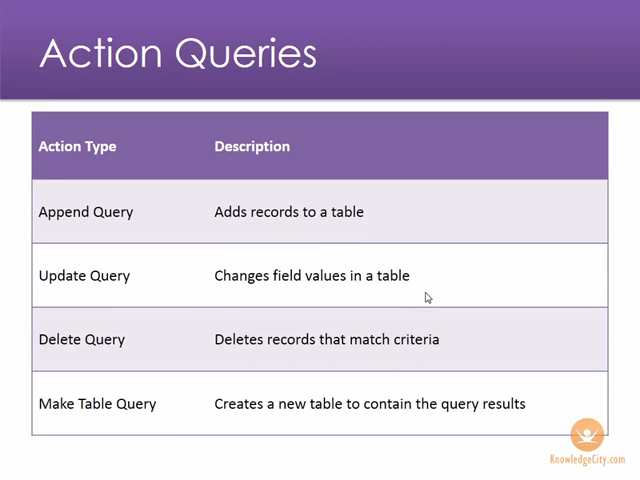 Action Queries
Action Type Description
Append Query Adds records to a table
Update Query Changes field values in a table
Delete Query Deletes records that match criteria
Make Table Query Creates a new table to contain the query results
KnowledgeCity.com